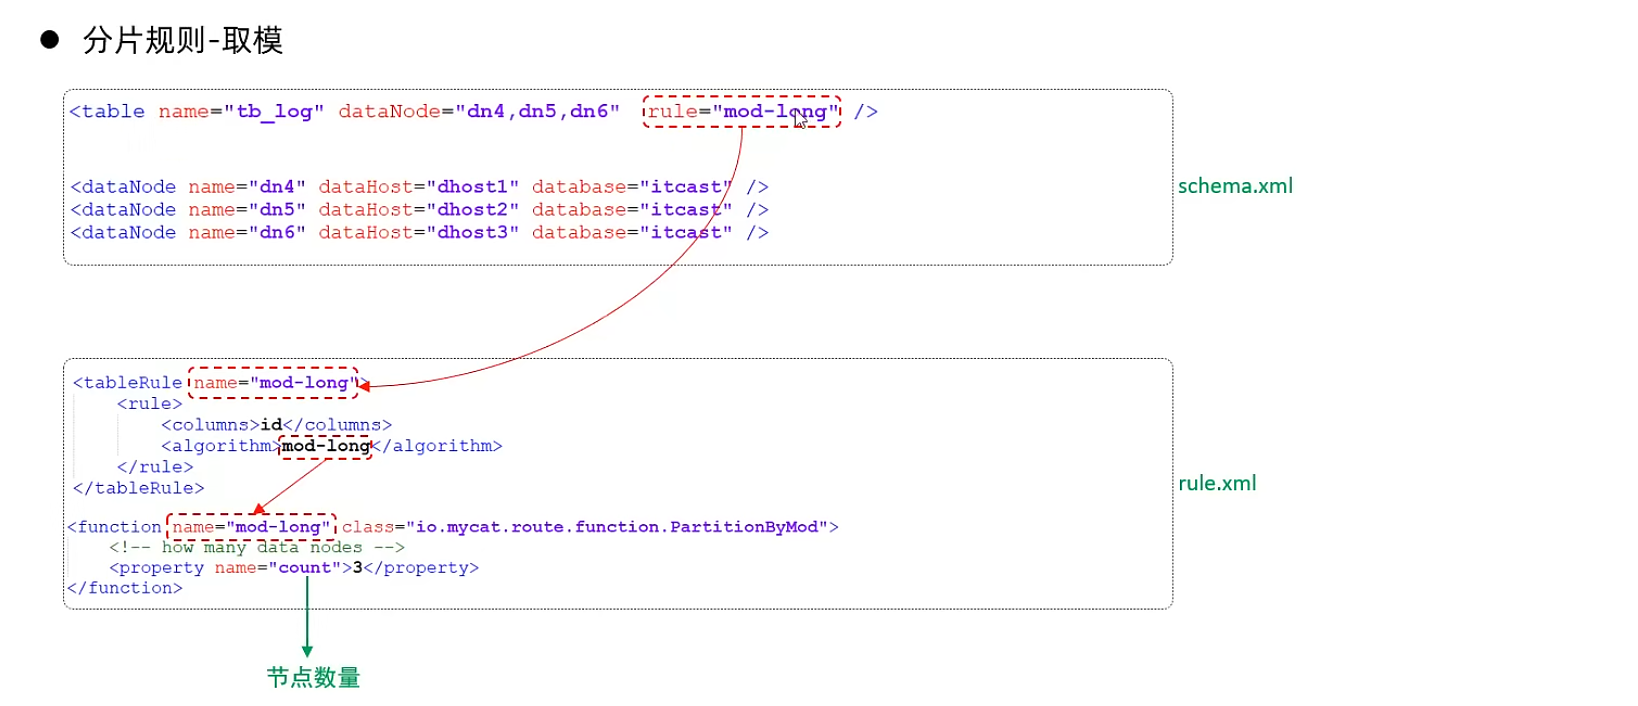 ● 分片规则-取模
<table name="tb_log" dataNode="dn4,dn5,dn6" rule="mod-long" />
<dataNode name="dn4" dataHost="dhost1" database="itcast" />
<dataNode name="dn5" dataHost="dhost2" database="itcast" />
<dataNode name="dn6" dataHost="dhost3" database="itcast" />
schema.xml
<tableRule name="mod-long">
<rule>
<columns>id</columns>
<algorithm>mod-long</algorithm>
</rule>
</tableRule>
rule.xml
<function name="mod-long" class="io.mycat.route.function.PartitionByMod">
<!-- how many data nodes -->
<property name="count">3</property>
</function>
节点数量